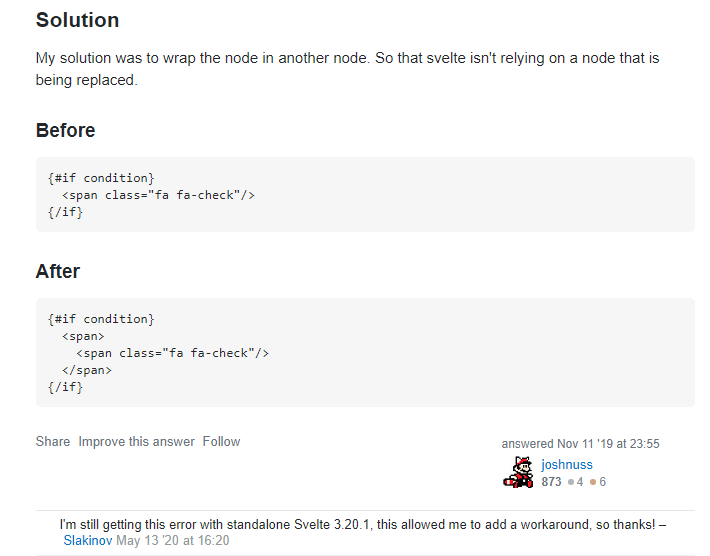 Solution
My solution was to wrap the node in another node. So that svelte isn't relying on a node that is
being replaced.
Before
{#if condition}
  <span class="fa fa-check"/>
{/if}
After
{#if condition}
  <span>
    <span class="fa fa-check"/>
  </span>
{/if}
Share Improve this answer Follow
answered Nov 11 '19 at 23:55
joshnuss
873 ●4 ●6
I'm still getting this error with standalone Svelte 3.20.1, this allowed me to add a workaround, so thanks! –
Slakinov May 13 '20 at 16:20